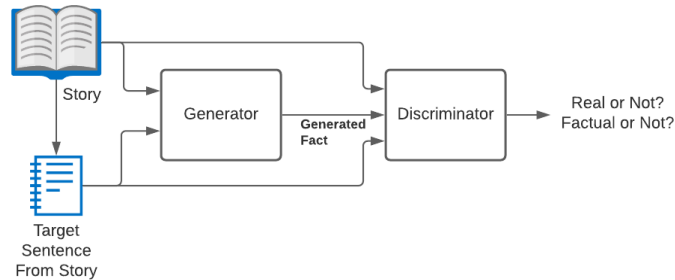 Story
Generator
Generated
Fact
Discriminator
Real or Not?
Factual or Not?
Target
Sentence
From Story